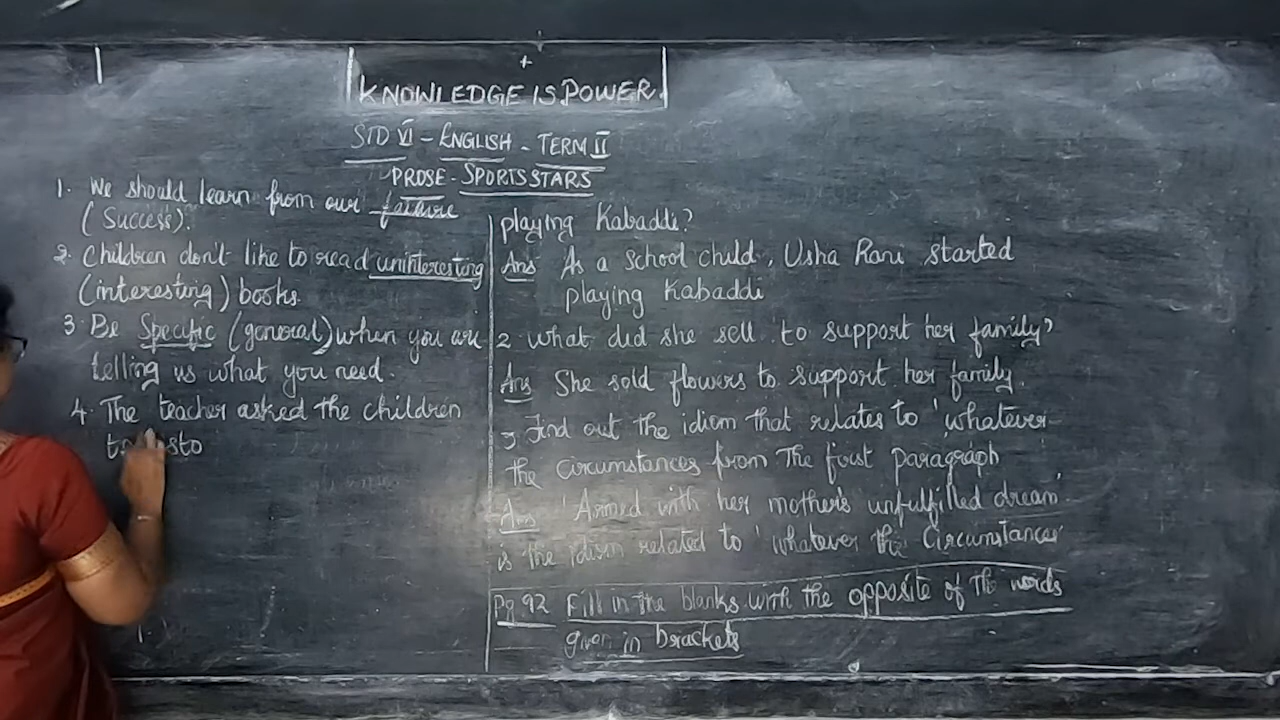 KNOWLEDGE IS POWER.
STD VI - ENGLISH - TERM II
PROSE - SPORTS STARS
1. We should learn from our failure
(Success).
2. Children don't like to read uninteresting
(interesting) books.
3. Be Specific (general) when you are
telling us what you need.
4. The teacher asked the children
playing Kabaddi?
Ans As a School child, Usha Rani started
playing Kabaddi
2. What did she sell to support her family?
Ans She sold flowers to support her family.
3. Find out the idiom that relates to 'whatever
the Circumstances from The first paragraph
Ans 'Armed with her mother's unfulfilled dream'
is the idiom related to 'whatever the Circumstances'
Pg 92 Fill in the blanks with the opposite of the words
given in brackets